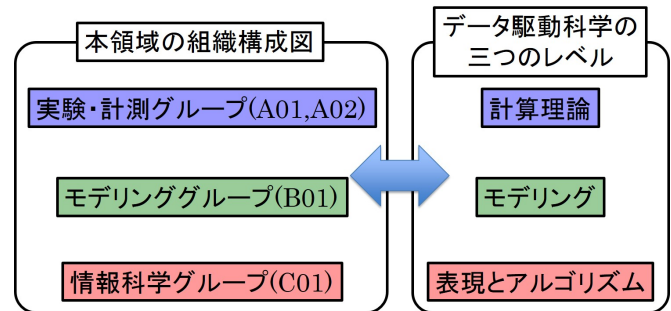 本領域の組織構成図
実験・計測グループ(A01,A02)
モデリンググループ(B01)
情報科学グループ(C01)
データ駆動科学の
三つのレベル
計算理論
モデリング
表現とアルゴリズム